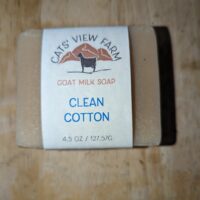 CATS' VIEW FARM
GOAT MILK SOAP
CLEAN
COTTON
4.5 OZ / 127.57G